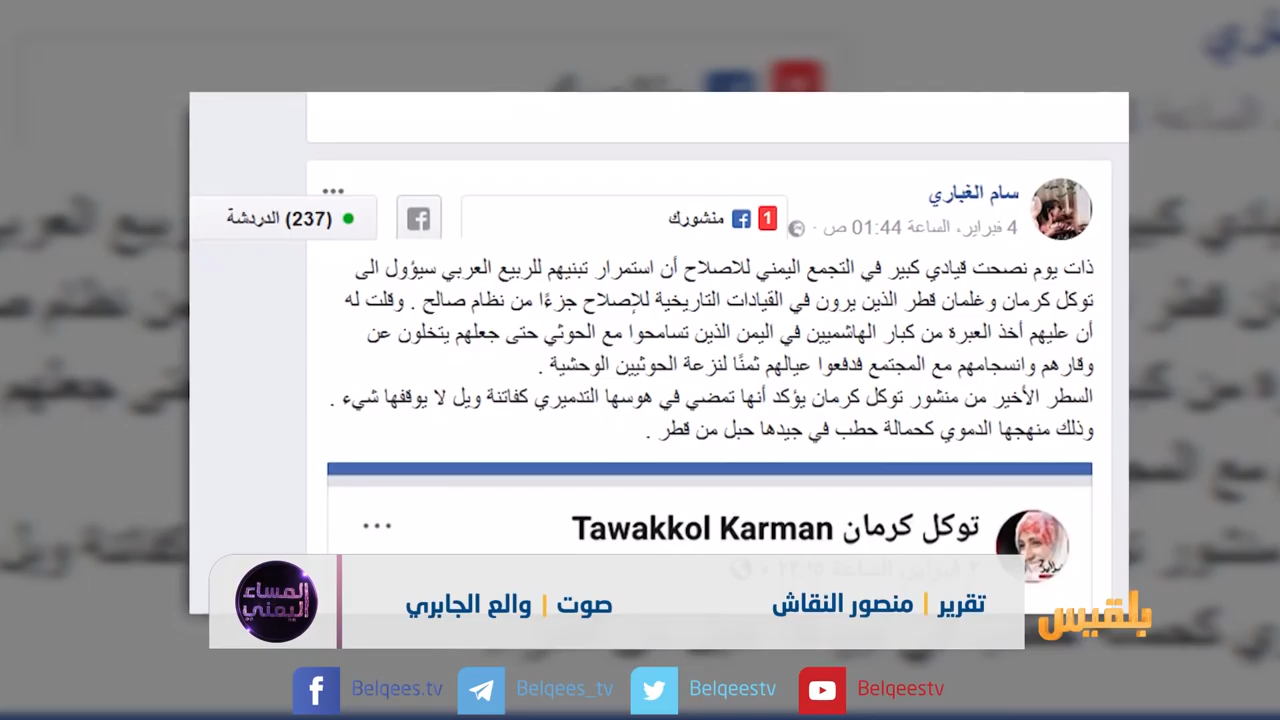 سام الغباري
4 فبراير، الساعة 01:44 ص ·
1 منشورك
(237) الدردشة
ذات يوم نصحت قيادي كبير في التجمع اليمني للاصلاح أن استمرار تبنيهم للربيع العربي سيؤول الى
توكل كرمان وغلمان قطر الذين يرون في القيادات التاريخية للإصلاح جزءًا من نظام صالح . وقلت له
أن عليهم أخذ العبرة من كبار الهاشميين في اليمن الذين تسامحوا مع الحوثي حتى جعلهم يتخلون عن
وقارهم وانسجامهم مع المجتمع فدفعوا عيالهم ثمنًا لنزعة الحوثيين الوحشية .
السطر الأخير من منشور توكل كرمان يؤكد أنها تمضي في هوسها التدميري كفاتنة ويل لا يوقفها شيء .
وذلك منهجها الدموي كحمالة حطب في جيدها حبل من قطر .
توكل كرمان Tawakkol Karman
تقرير | منصور النقاش
صوت | والع الجابري
المساء اليمني
بلقيس
Belqees.tv
Belqees_tv
Belqeestv
Belqeestv